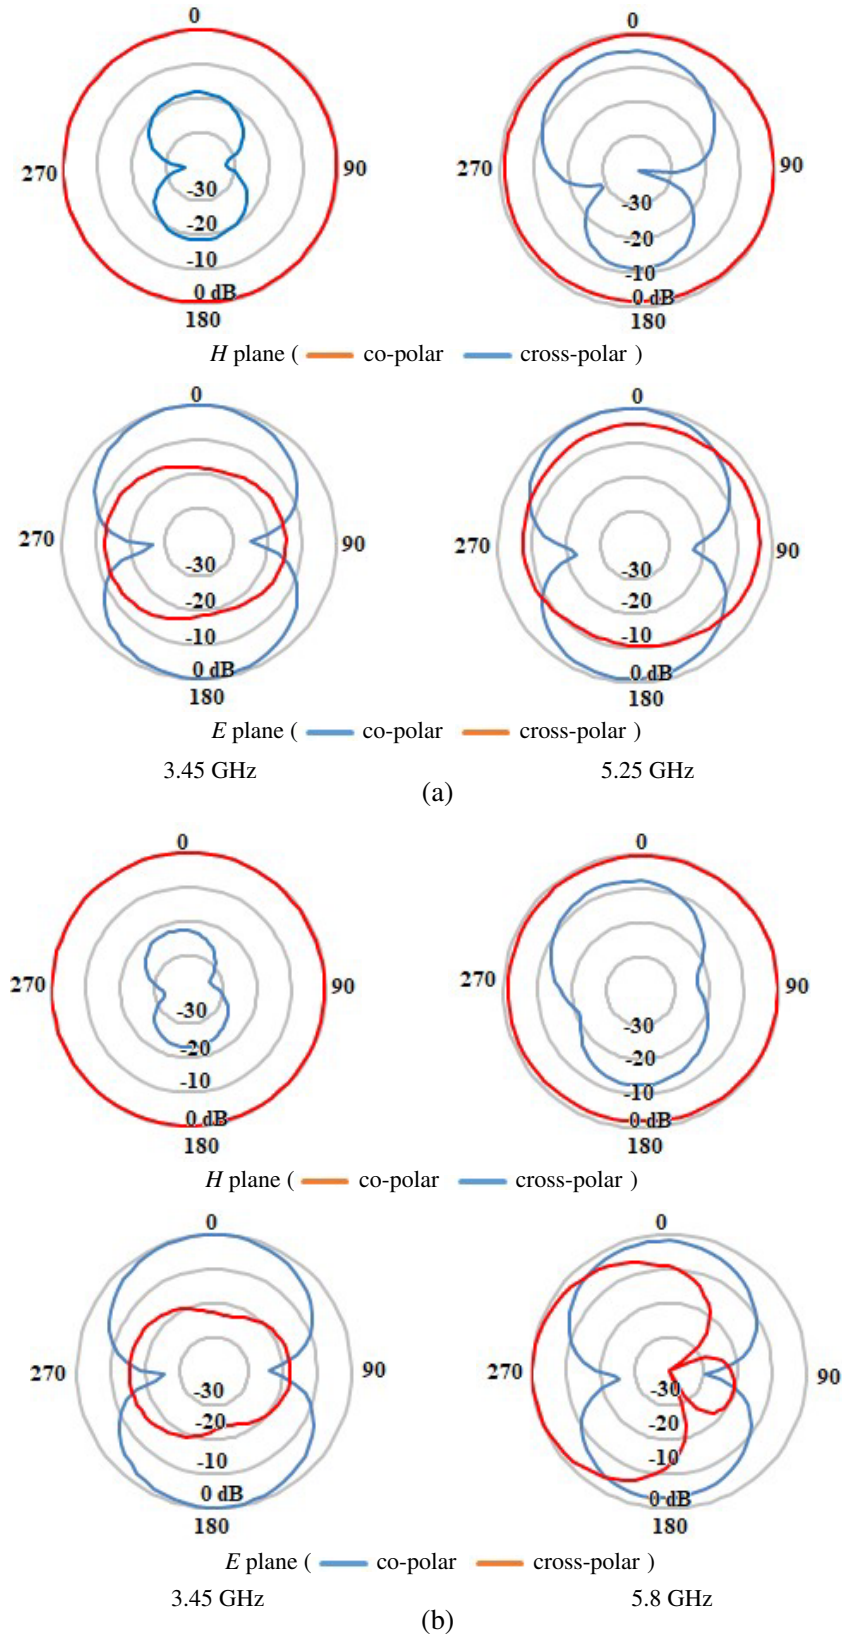 0 0
270 90 270 90
-30 -30
-20 -20
-10 -10
0 dB 0 dB
180 180
H plane ( co-polar cross-polar )
0 0
270 90 270 90
-30 -30
-20 -20
-10 -10
0 dB 0 dB
180 180
E plane ( co-polar cross-polar )
3.45 GHz 5.25 GHz
(a)
0 0
270 90 270 90
-30 -30
-20 -20
-10 -10
0 dB 0 dB
180 180
H plane ( co-polar cross-polar )
0 0
270 90 270 90
-30 -30
-20 -20
-10 -10
0 dB 0 dB
180 180
E plane ( co-polar cross-polar )
3.45 GHz 5.8 GHz
(b)